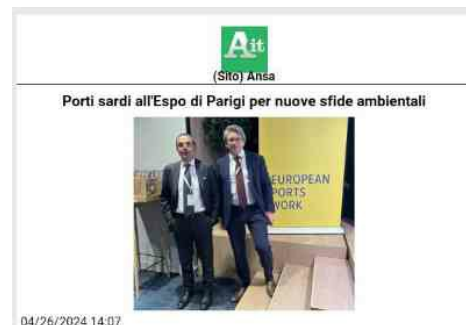 Ait
(Sito) Ansa
Porti sardi all'Espo di Parigi per nuove sfide ambientali
EUROPEAN
PORTS
WORK
04/26/2024 14:07